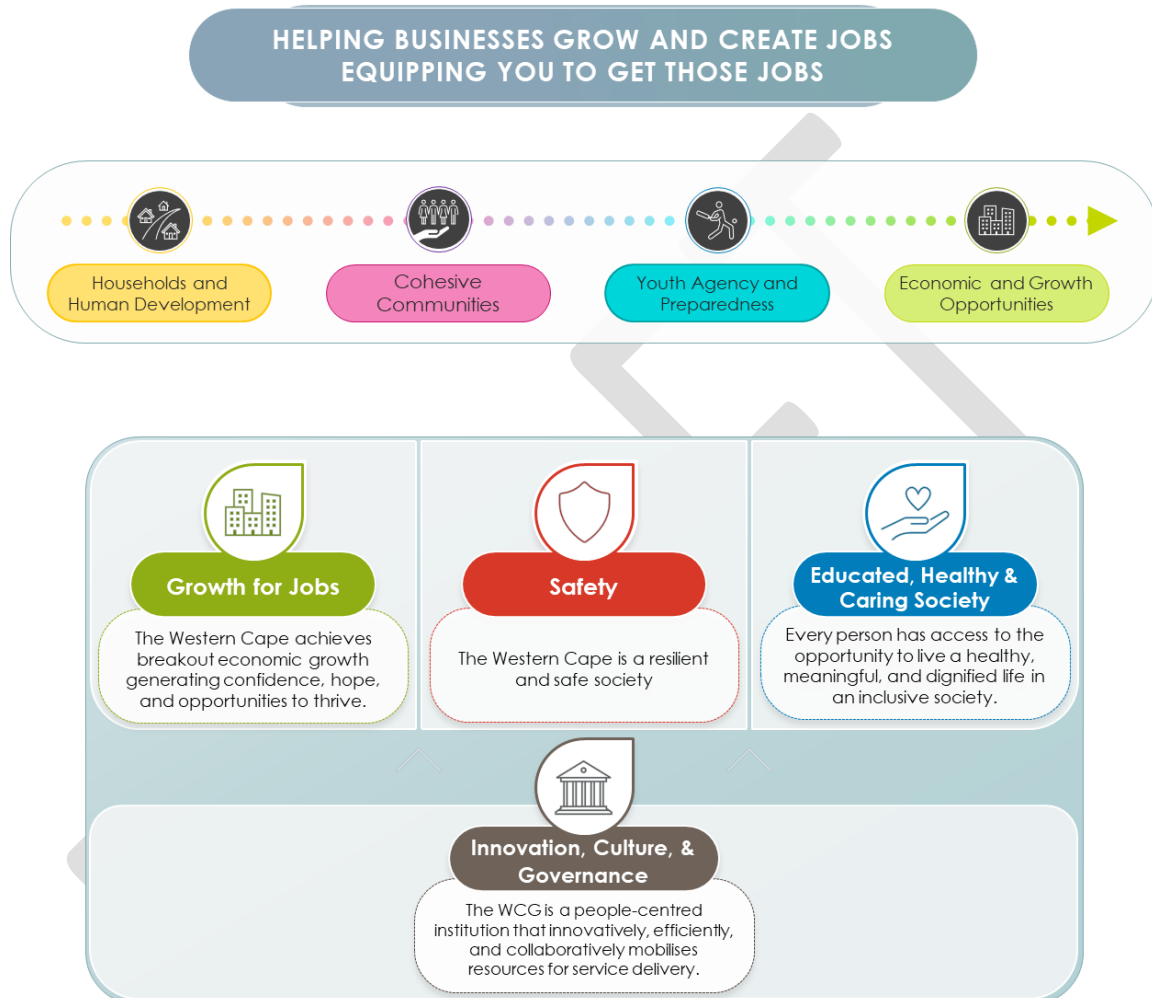 HELPING BUSINESSES GROW AND CREATE JOBS
EQUIPPING YOU TO GET THOSE JOBS
Households and
Human Development
Cohesive
Communities
Youth Agency and
Preparedness
Economic and Growth
Opportunities
Growth for Jobs
The Western Cape achieves
breakout economic growth
generating confidence, hope,
and opportunities to thrive.
Safety
The Western Cape is a resilient
and safe society
Educated, Healthy &
Caring Society
Every person has access to the
opportunity to live a healthy,
meaningful, and dignified life in
an inclusive society.
Innovation, Culture, &
Governance
The WCG is a people-centred
institution that innovatively, efficiently,
and collaboratively mobilises
resources for service delivery.